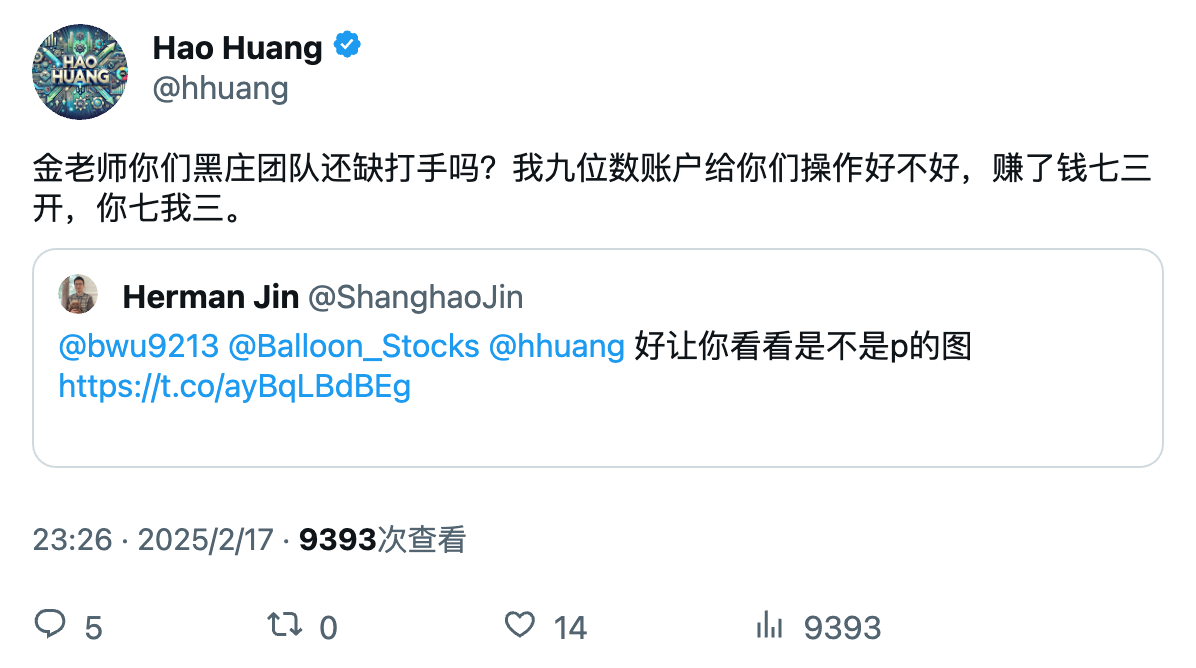 HAO
HUANG
Hao Huang
@hhuang
金老师你们黑庄团队还缺打手吗？我九位数账户给你们操作好不好，赚了钱七三
开，你七我三。
Herman Jin @ShanghaoJin
@bwu9213 @Balloon_Stocks @hhuang 好让你看看是不是p的图
https://t.co/ayBqLBdBEg
23:26 · 2025/2/17 · 9393次查看
5 0 14 9393